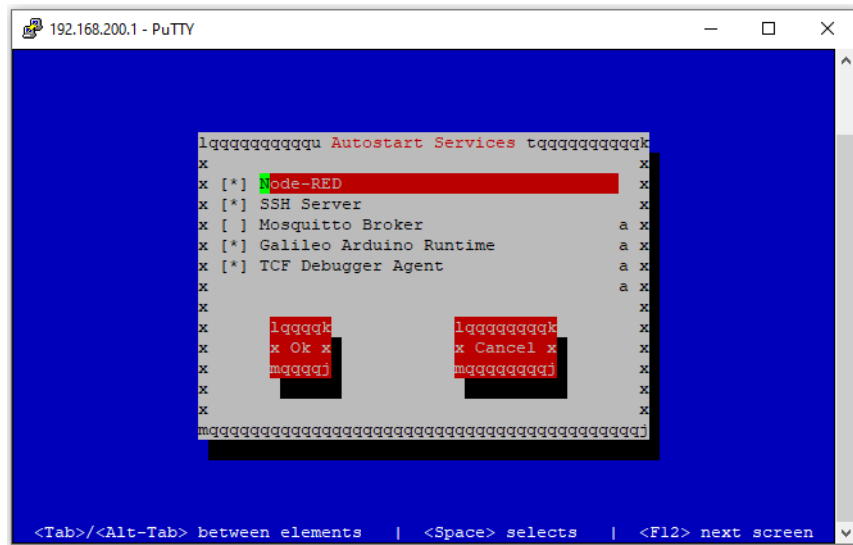 192.168.200.1 - PuTTY
lqqqqqqqqqqu Autostart Services tqqqqqqqqqqk
x x
x [*] Node-RED x
x [*] SSH Server x
x [ ] Mosquitto Broker a x
x [*] Galileo Arduino Runtime a x
x [*] TCF Debugger Agent a x
x a x
x x
x lqqqqk lqqqqqqqqk x
x x Ok x x Cancel x x
x mqqqqj mqqqqqqqqj x
x x
x x
mqqqqqqqqqqqqqqqqqqqqqqqqqqqqqqqqqqqqqqqqqqj
<Tab>/<Alt-Tab> between elements | <Space> selects | <F12> next screen